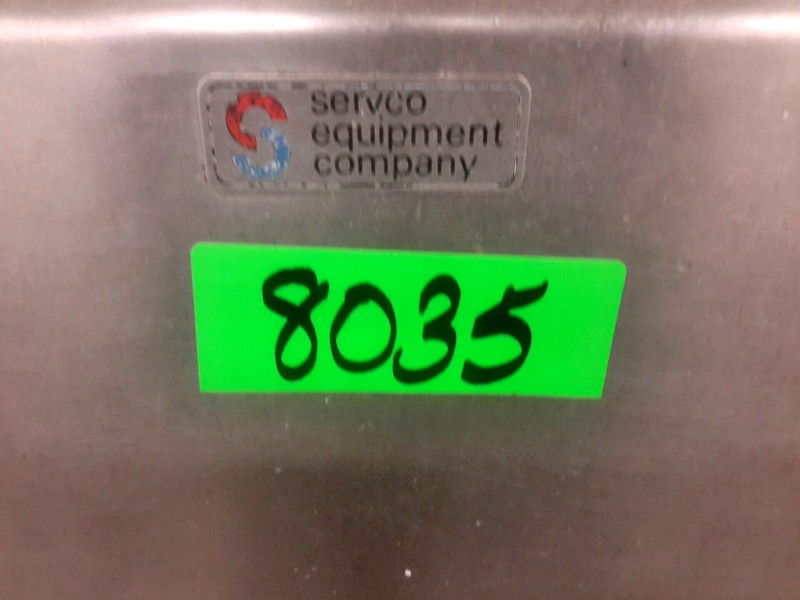 servco
equipment
company
8035